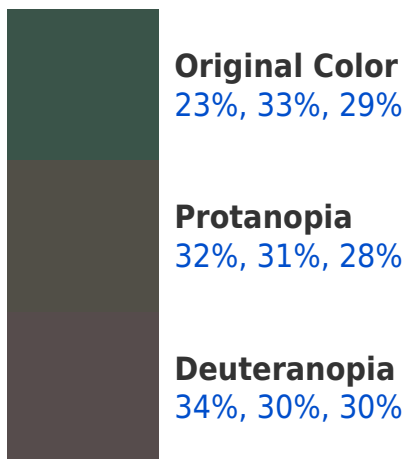 Original Color
23%, 33%, 29%
Protanopia
32%, 31%, 28%
Deuteranopia
34%, 30%, 30%